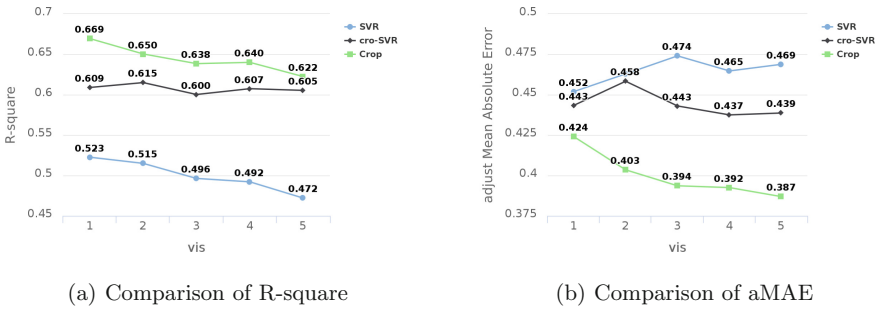 0.7
0.65
0.6
0.55
0.5
0.45
R-square
0.669
0.650
0.638
0.640
0.622
0.609
0.615
0.600
0.607
0.605
0.523
0.515
0.496
0.492
0.472
1 2 3 4 5
vis
SVR
cro-SVR
Crop
(a) Comparison of R-square
0.5
0.475
0.45
0.425
0.4
0.375
adjust Mean Absolute Error
0.452
0.474
0.465
0.469
0.443
0.458
0.443
0.437
0.439
0.424
0.403
0.394
0.392
0.387
1 2 3 4 5
vis
SVR
cro-SVR
Crop
(b) Comparison of aMAE